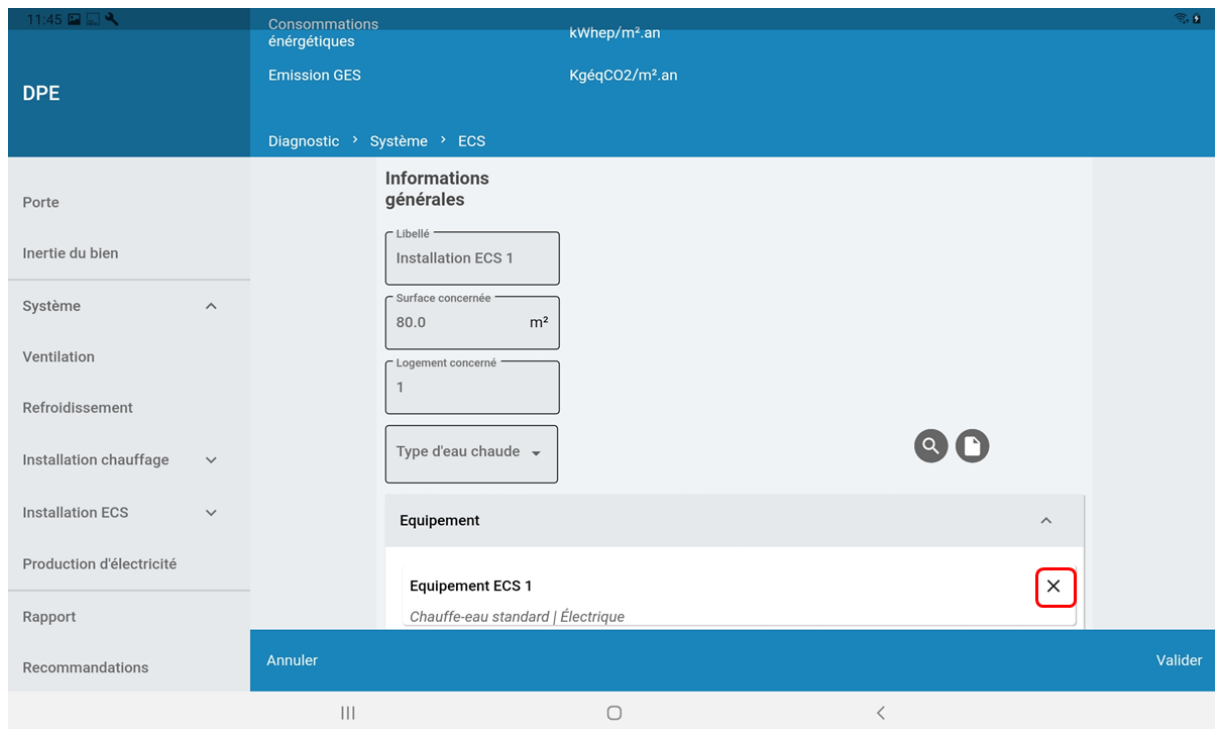 11:45
Consommations
énérgétiques
kWhep/m².an
DPE
Emission GES
KgéqCO2/m².an
Diagnostic > Système > ECS
Porte
Inertie du bien
Système
Ventilation
Refroidissement
Installation chauffage
Installation ECS
Production d'électricité
Rapport
Recommandations
Informations
générales
Libellé
Installation ECS 1
Surface concernée
80.0 m²
Logement concerné
1
Type d'eau chaude
Equipement
Equipement ECS 1
Chauffe-eau standard | Électrique
Annuler
Valider